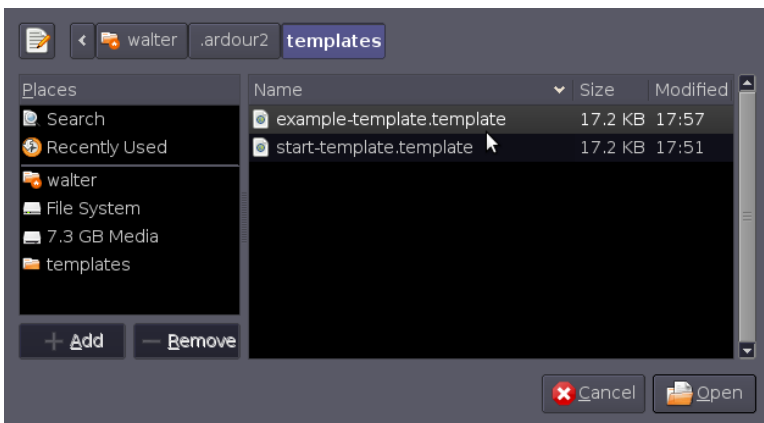 walter .ardour2 templates
Places
Search
Recently Used
walter
File System
7.3 GB Media
templates
Add Remove
Name Size Modified
example-template.template 17.2 KB 17:57
start-template.template 17.2 KB 17:51
Cancel Open